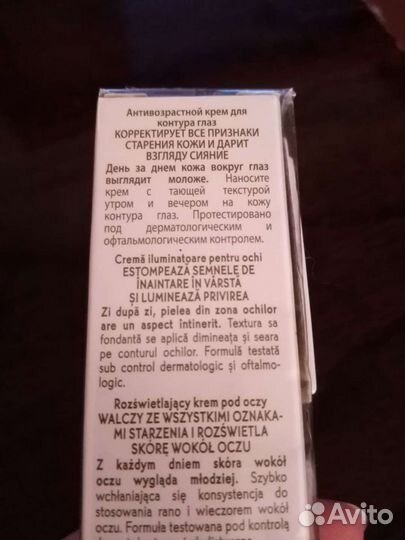 Антивозрастной крем для
контура глаз
КОРРЕКТИРУЕТ ВСЕ ПРИЗНАКИ
СТАРЕНИЯ КОЖИ И ДАРИТ
ВЗГЛЯДУ СИЯНИЕ
День за днем кожа вокруг глаз
выглядит моложе. Наносите
крем с тающей текстурой
утром и вечером на кожу
контура глаз. Протестировано
под дерматологическим и
офтальмологическим контролем.
Cremă iluminatoare pentru ochi
ESTOMPEAZĂ SEMNELE DE
ÎNAINTARE ÎN VÂRSTĂ
ȘI LUMINEAZĂ PRIVIREA
Zi după zi, pielea din zona ochilor
are un aspect întinerit. Textura sa
fondantă se aplică dimineața și seara
pe conturul ochilor. Formulă testată
sub control dermatologic și oftalmo-
logic.
Rozświetlający krem pod oczy
WALCZY ZE WSZYSTKIMI OZNAKA-
MI STARZENIA I ROZŚWIETLA
SKÓRĘ WOKÓŁ OCZU
Z każdym dniem skóra wokół
oczu wygląda młodziej. Szybko
wchłaniająca się konsystencja do
stosowania rano i wieczorem wokół
oczu. Formuła testowana pod kontrolą
Avito